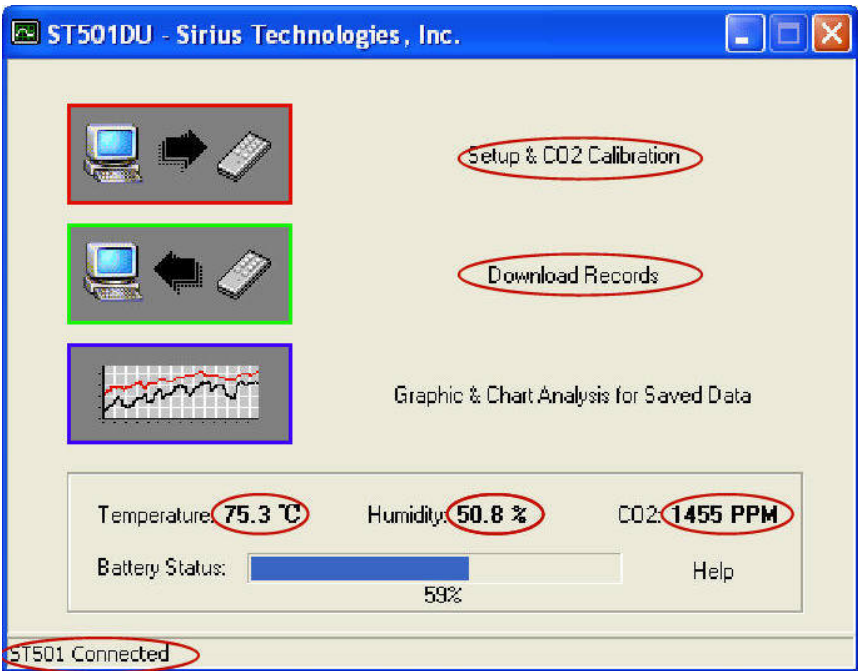 ST501DU - Sirius Technologies, Inc.
Setup & CO2 Calibration
Download Records
Graphic & Chart Analysis for Saved Data
Temperature: 75.3 ℃ Humidity: 50.8 % CO2: 1455 PPM
Battery Status: Help
59%
ST501 Connected